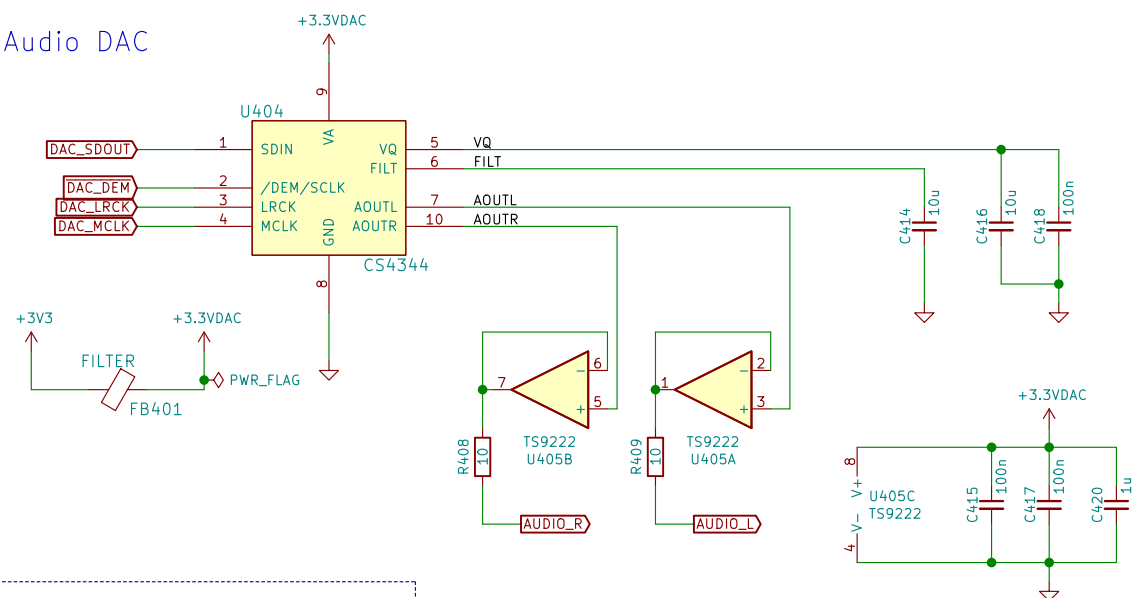 +3.3VDAC
Audio DAC
9
U404
VA
DAC_SDOUT 1 SDIN VQ 5 VQ
FILT 6 FILT
DAC_DEM 2 /DEM/SCLK
DAC_LRCK 3 LRCK AOUTL 7 AOUTL
DAC_MCLK 4 MCLK AOUTR 10 AOUTR
GND
CS4344
8
C414 10u
C416 10u
C418 100n
+3V3
+3.3VDAC
FILTER
PWR_FLAG
FB401
7 6 - 5 +
TS9222
U405B
1 2 - 3 +
TS9222
U405A
R408 10
R409 10
AUDIO_R
AUDIO_L
+3.3VDAC
8 V+
U405C
TS9222
V- 4
C415 100n
C417 100n
C420 1u